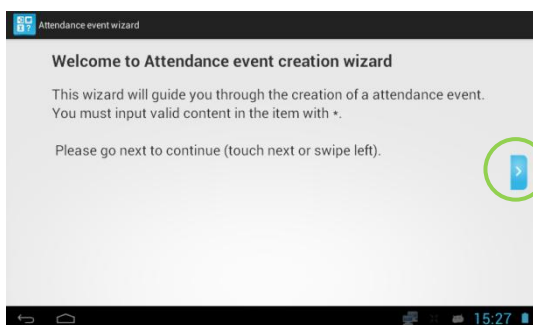 Attendance event wizard
Welcome to Attendance event creation wizard
This wizard will guide you through the creation of a attendance event.
You must input valid content in the item with *.
Please go next to continue (touch next or swipe left).
15:27